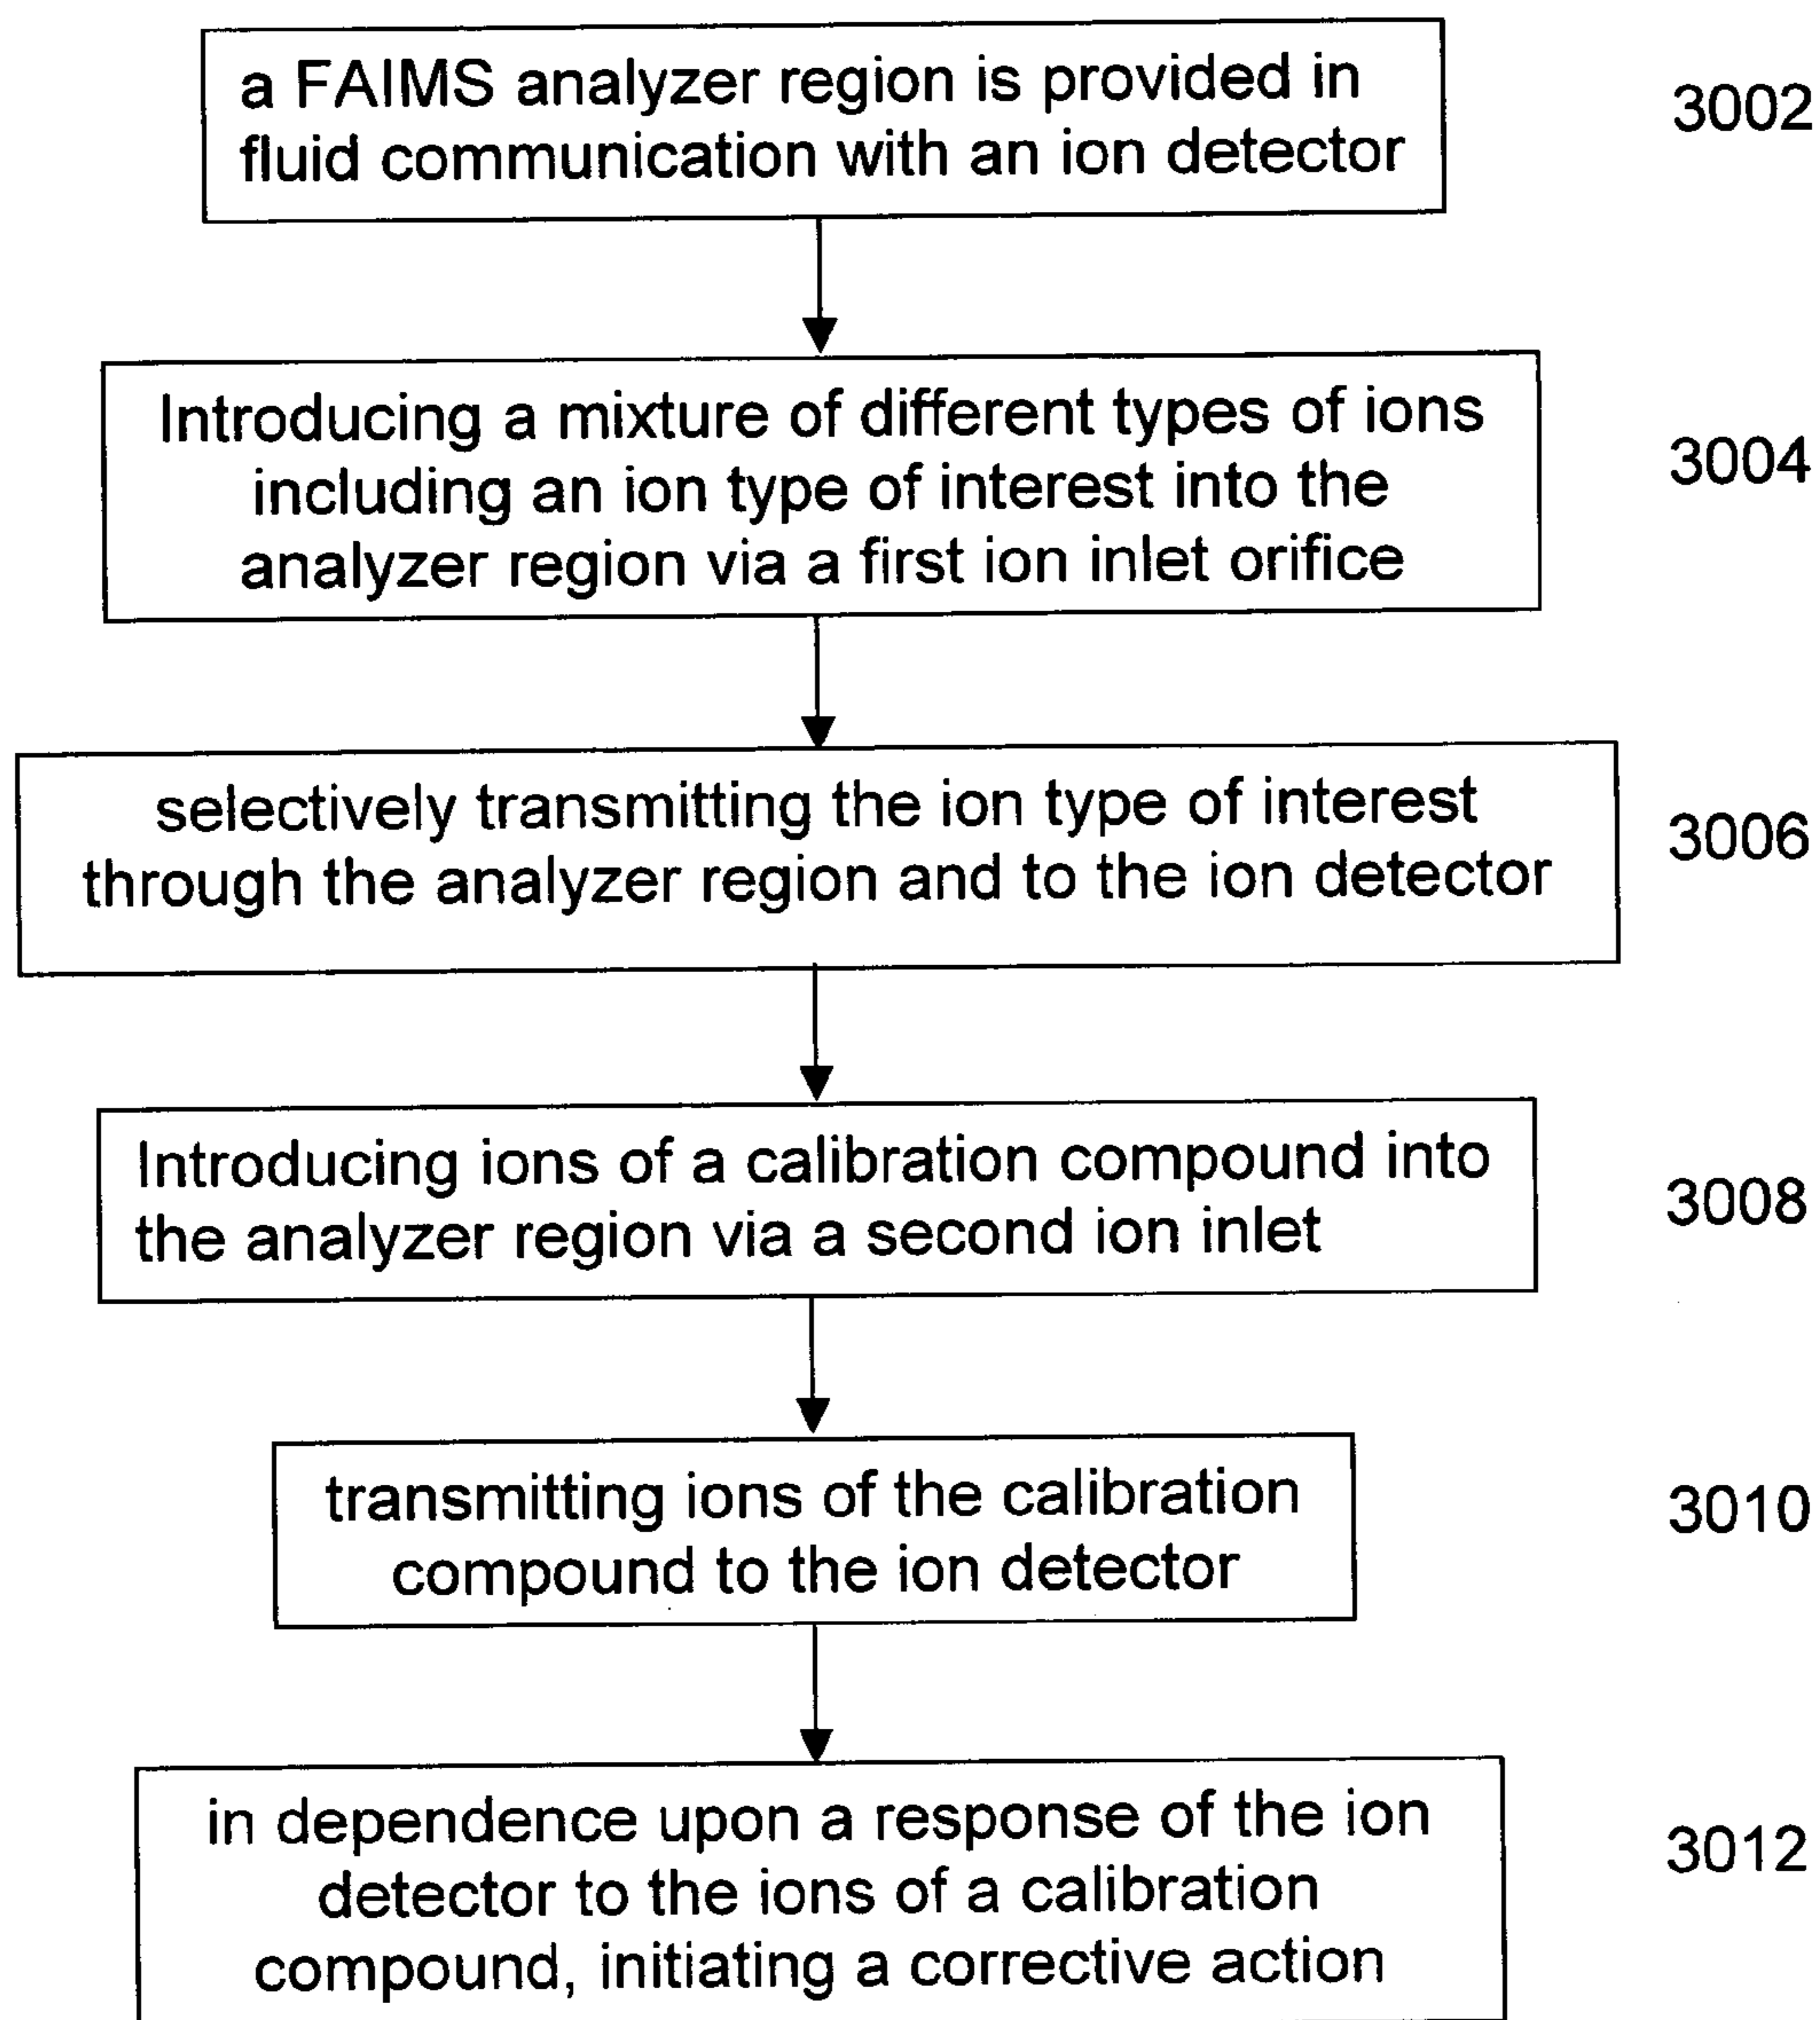 a FAIMS analyzer region is provided in
fluid communication with an ion detector
3002
Introducing a mixture of different types of ions
including an ion type of interest into the
analyzer region via a first ion inlet orifice
3004
selectively transmitting the ion type of interest
through the analyzer region and to the ion detector
3006
Introducing ions of a calibration compound into
the analyzer region via a second ion inlet
3008
transmitting ions of the calibration
compound to the ion detector
3010
in dependence upon a response of the ion
detector to the ions of a calibration
compound, initiating a corrective action
3012